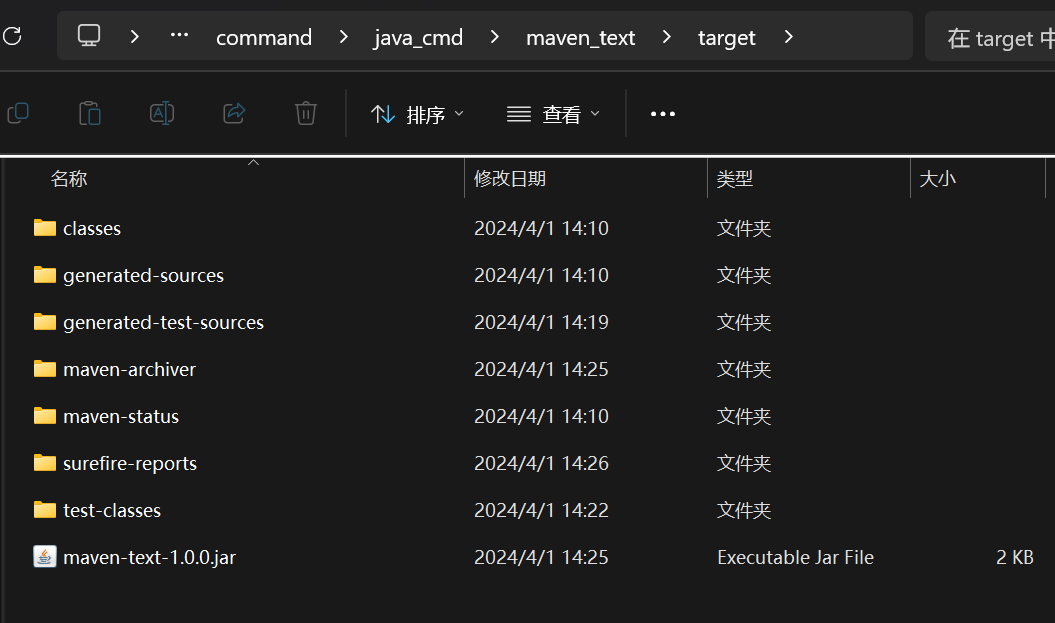 command java_cmd maven_text target 在 target 中
排序 查看
名称 修改日期 类型 大小
classes 2024/4/1 14:10 文件夹
generated-sources 2024/4/1 14:10 文件夹
generated-test-sources 2024/4/1 14:19 文件夹
maven-archiver 2024/4/1 14:25 文件夹
maven-status 2024/4/1 14:10 文件夹
surefire-reports 2024/4/1 14:26 文件夹
test-classes 2024/4/1 14:22 文件夹
maven-text-1.0.0.jar 2024/4/1 14:25 Executable Jar File 2 KB